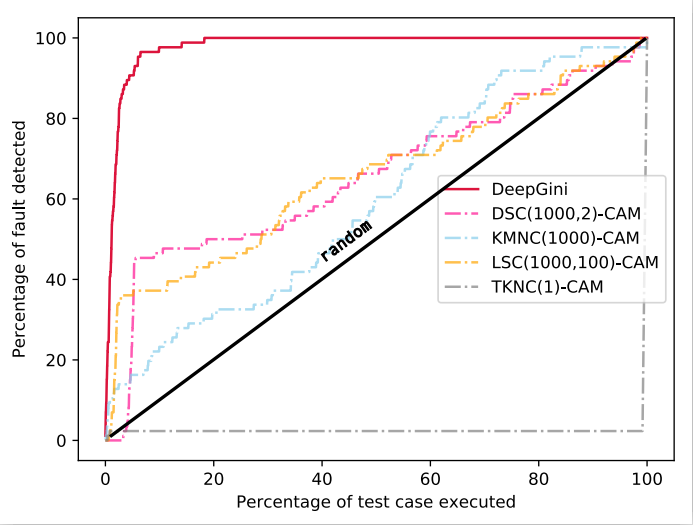 Percentage of fault detected
100
80
60
40
20
0
random
DeepGini
DSC(1000,2)-CAM
KMNC(1000)-CAM
LSC(1000,100)-CAM
TKNC(1)-CAM
0 20 40 60 80 100
Percentage of test case executed